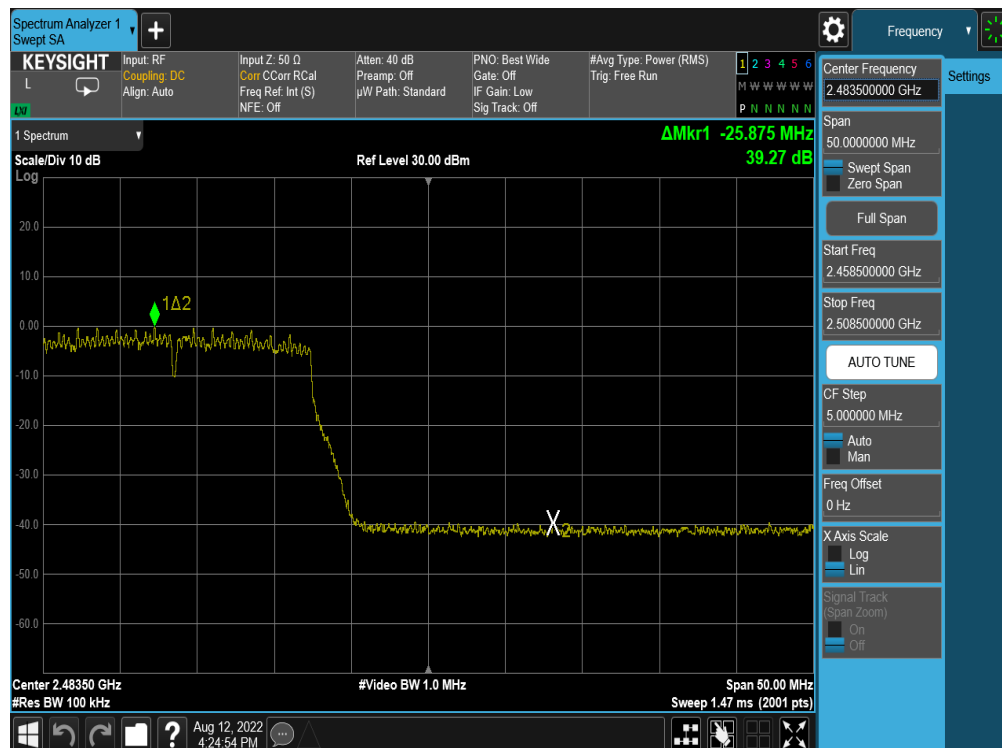 Spectrum Analyzer 1
Swept SA
+
Frequency
KEYSIGHT
L
LXI
Input: RF
Coupling: DC
Align: Auto
Input Z: 50 Ω
Corr CCorr RCal
Freq Ref: Int (S)
NFE: Off
Atten: 40 dB
Preamp: Off
µW Path: Standard
PNO: Best Wide
Gate: Off
IF Gain: Low
Sig Track: Off
#Avg Type: Power (RMS)
Trig: Free Run
1 2 3 4 5 6
M W W W W W
P N N N N N
1 Spectrum
Scale/Div 10 dB
Log
Ref Level 30.00 dBm
ΔMkr1 -25.875 MHz
39.27 dB
20.0
10.0
0.00
-10.0
-20.0
-30.0
-40.0
-50.0
-60.0
1Δ2
X2
Center 2.48350 GHz
#Res BW 100 kHz
#Video BW 1.0 MHz
Span 50.00 MHz
Sweep 1.47 ms (2001 pts)
Center Frequency
2.483500000 GHz
Span
50.0000000 MHz
Swept Span
Zero Span
Full Span
Start Freq
2.458500000 GHz
Stop Freq
2.508500000 GHz
AUTO TUNE
CF Step
5.000000 MHz
Auto
Man
Freq Offset
0 Hz
X Axis Scale
Log
Lin
Signal Track
(Span Zoom)
On
Off
Settings
?
Aug 12, 2022
4:24:54 PM